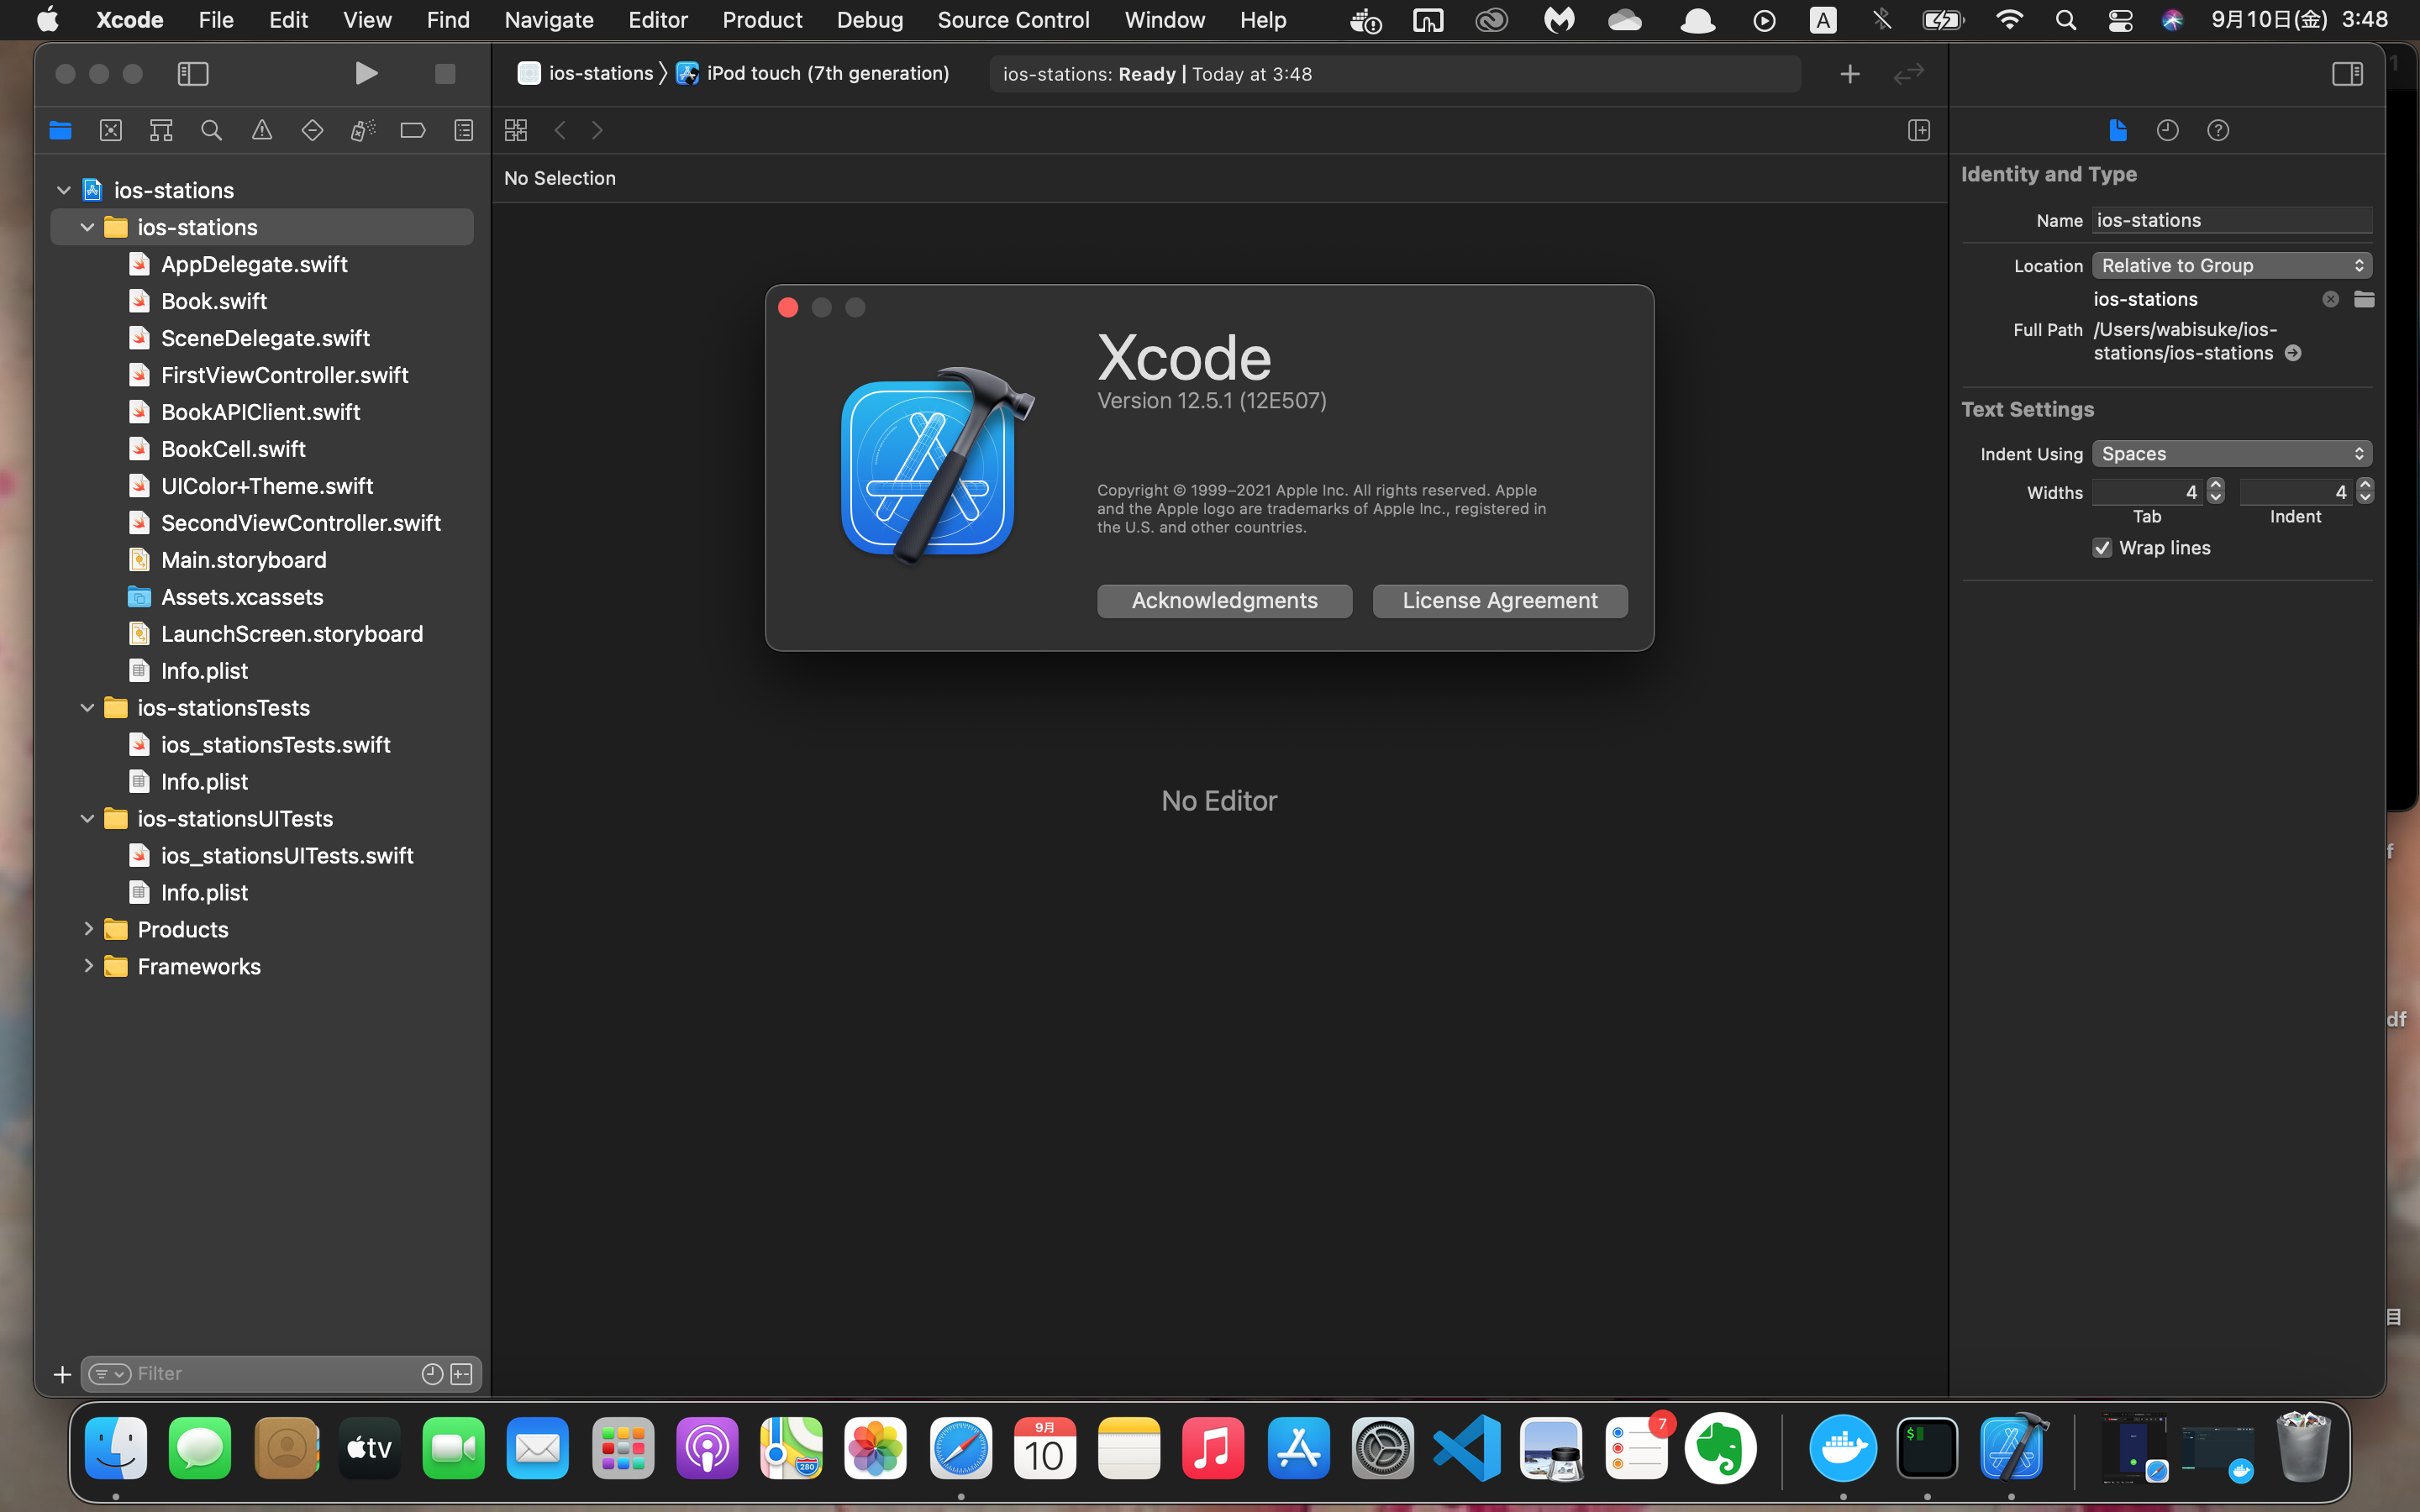 Xcode File Edit View Find Navigate Editor Product Debug Source Control Window Help A 9月10日(金) 3:48
ios-stations iPod touch (7th generation) ios-stations: Ready | Today at 3:48
No Selection
ios-stations
ios-stations
AppDelegate.swift
Book.swift
SceneDelegate.swift
FirstViewController.swift
BookAPIClient.swift
BookCell.swift
UIColor+Theme.swift
SecondViewController.swift
Main.storyboard
Assets.xcassets
LaunchScreen.storyboard
Info.plist
ios-stationsTests
ios_stationsTests.swift
Info.plist
ios-stationsUITests
ios_stationsUITests.swift
Info.plist
Products
Frameworks
Filter
Xcode
Version 12.5.1 (12E507)
Copyright © 1999–2021 Apple Inc. All rights reserved. Apple
and the Apple logo are trademarks of Apple Inc., registered in
the U.S. and other countries.
Acknowledgments License Agreement
No Editor
Identity and Type
Name ios-stations
Location Relative to Group
ios-stations
Full Path /Users/wabisuke/ios-
stations/ios-stations
Text Settings
Indent Using Spaces
Widths 4 4
Tab Indent
Wrap lines
1
f
df
目
tv
280
9月
10
7
$